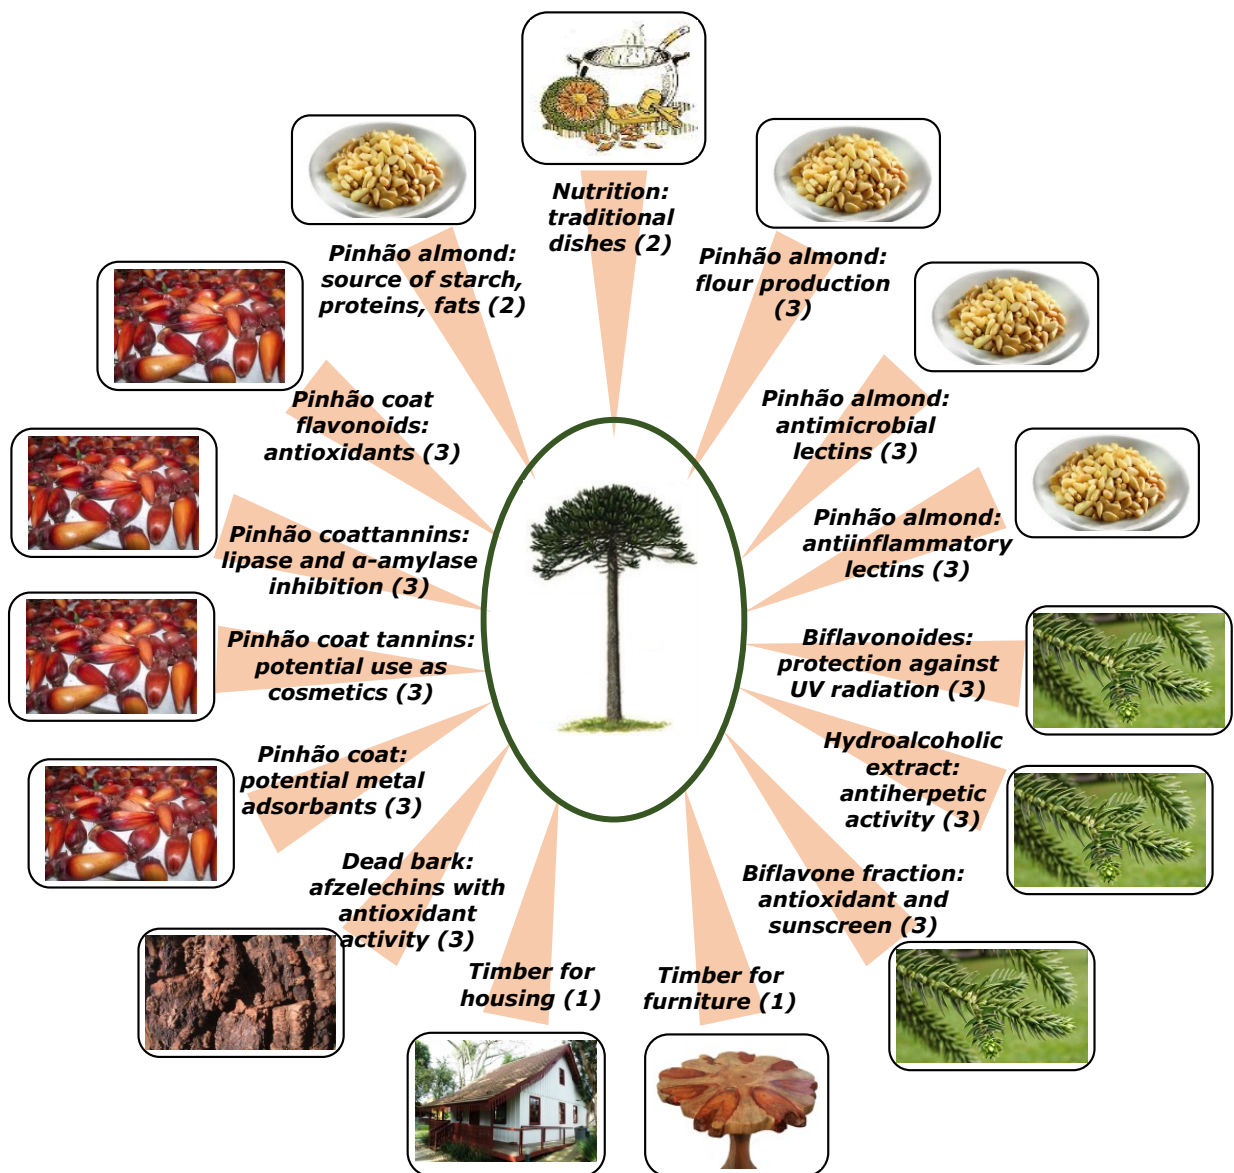 Nutrition:
traditional
dishes (2)
Pinhão almond:
flour production
(3)
Pinhão almond:
antimicrobial
lectins (3)
Pinhão almond:
antiinflammatory
lectins (3)
Biflavonoides:
protection against
UV radiation (3)
Hydroalcoholic
extract:
antiherpetic
activity (3)
Biflavone fraction:
antioxidant and
sunscreen (3)
Timber for
furniture (1)
Timber for
housing (1)
Dead bark:
afzelechins with
antioxidant
activity (3)
Pinhão coat:
potential metal
adsorbants (3)
Pinhão coat tannins:
potential use as
cosmetics (3)
Pinhão coattannins:
lipase and α-amylase
inhibition (3)
Pinhão coat
flavonoids:
antioxidants (3)
Pinhão almond:
source of starch,
proteins, fats (2)